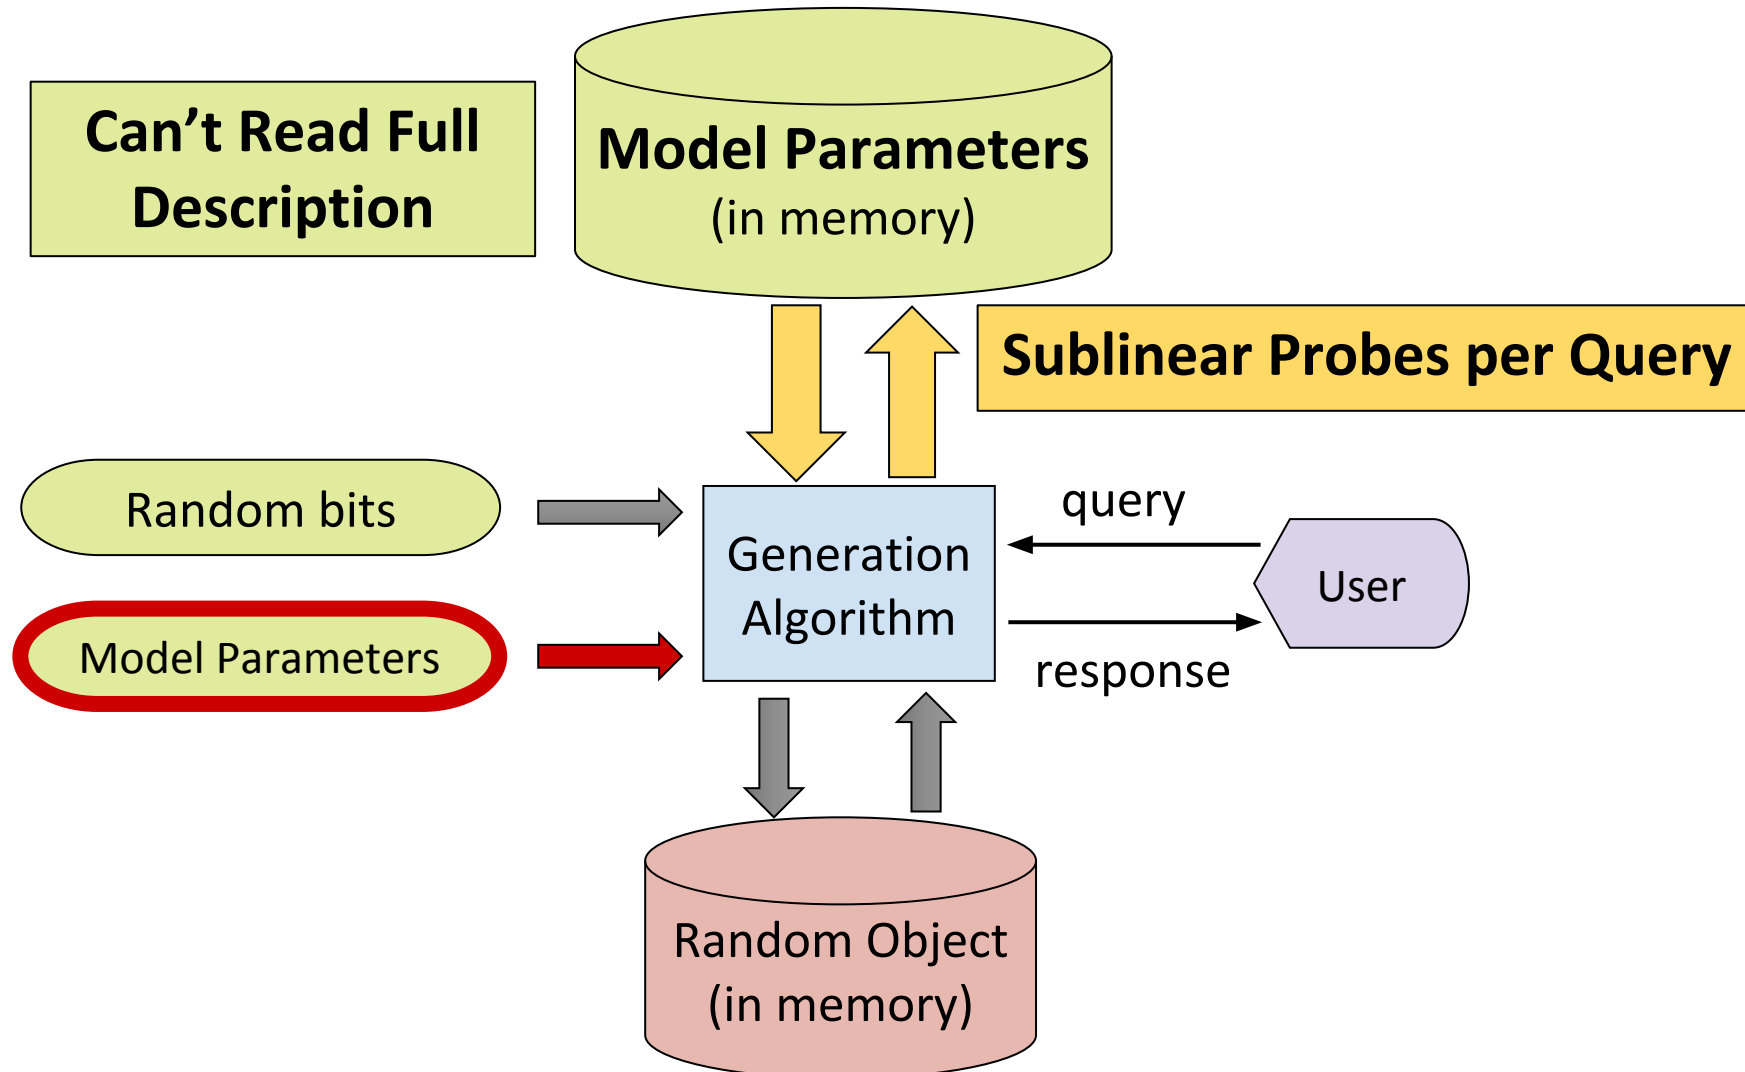 Can’t Read Full
Description
Model Parameters
(in memory)
Sublinear Probes per Query
Random bits
Model Parameters
Generation
Algorithm
query
response
User
Random Object
(in memory)